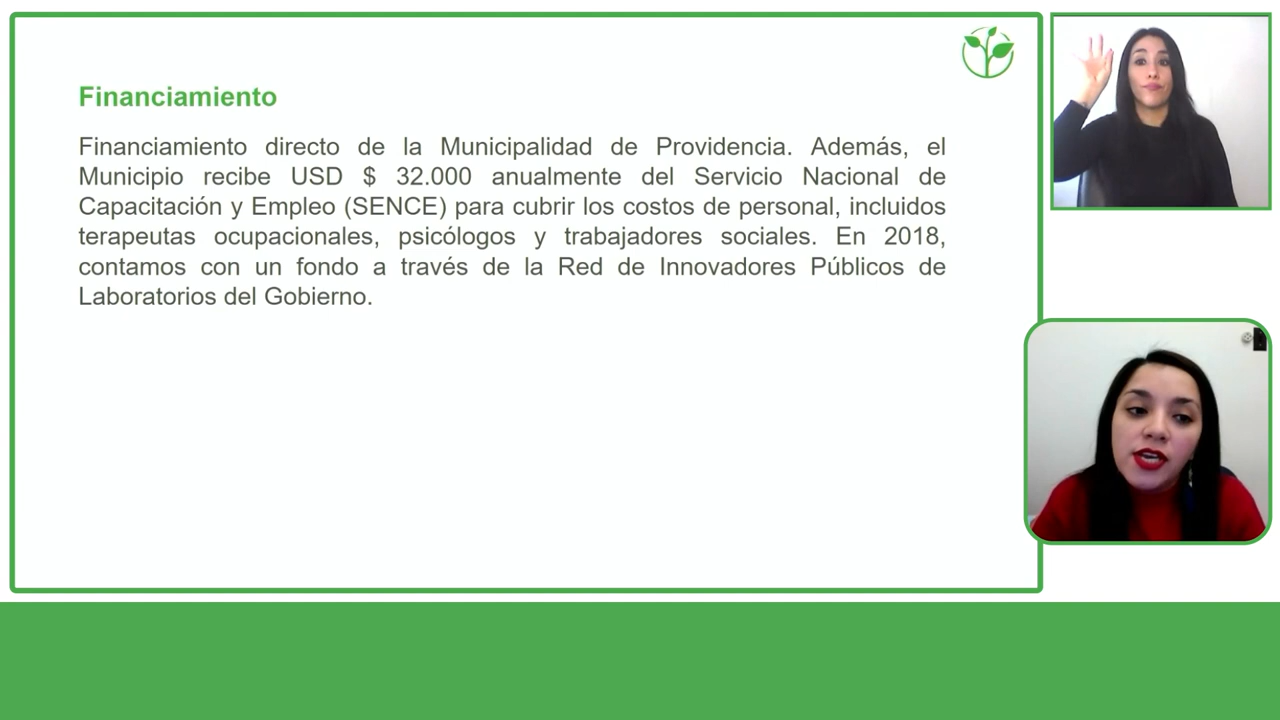 Financiamiento
Financiamiento directo de la Municipalidad de Providencia. Además, el
Municipio recibe USD $ 32.000 anualmente del Servicio Nacional de
Capacitación y Empleo (SENCE) para cubrir los costos de personal, incluidos
terapeutas ocupacionales, psicólogos y trabajadores sociales. En 2018,
contamos con un fondo a través de la Red de Innovadores Públicos de
Laboratorios del Gobierno.